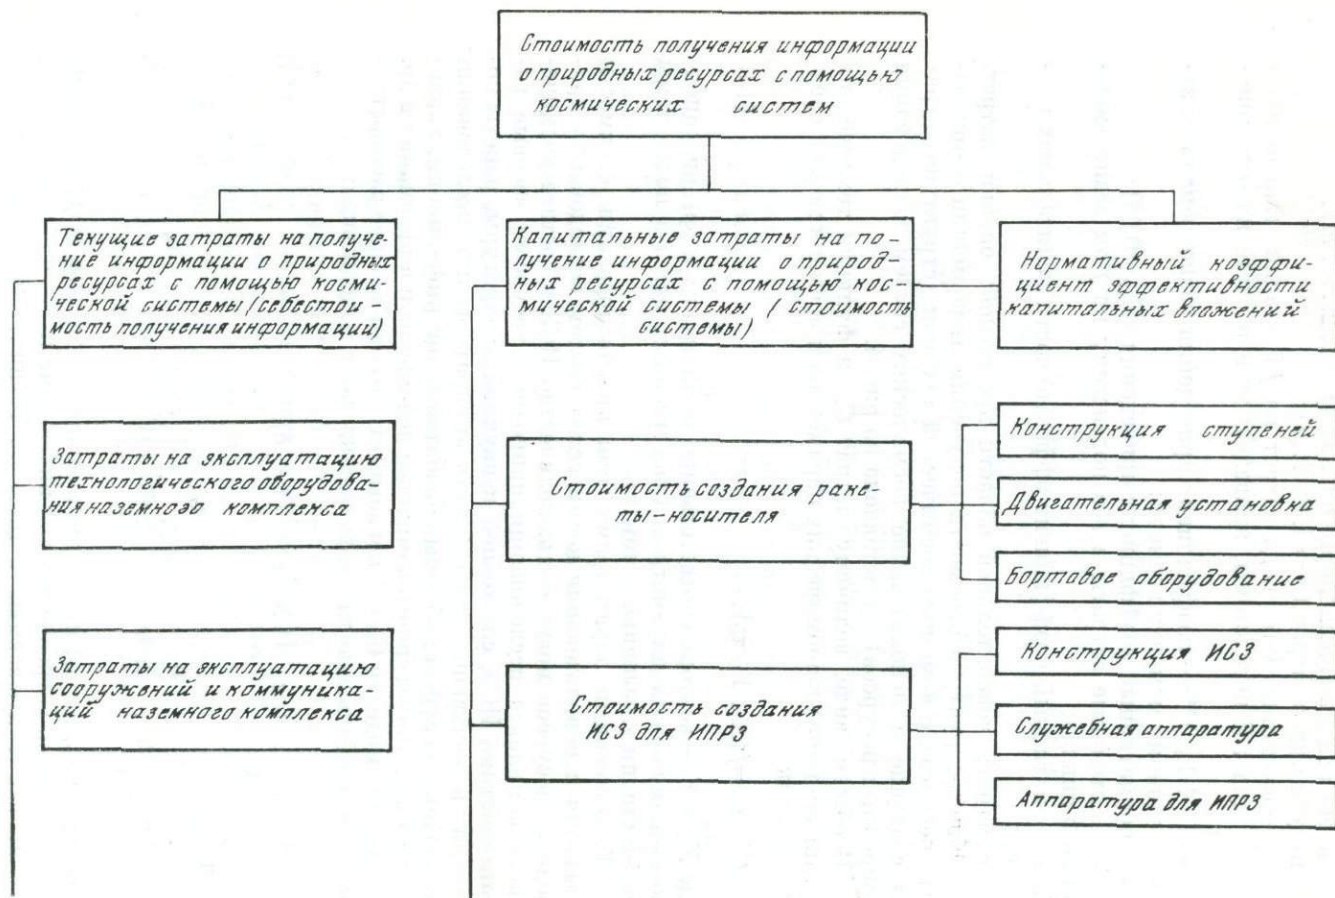 Стоимость получения информации
о природных ресурсах с помощью
космических систем
Текущие затраты на получе-
ние информации о природных
ресурсах с помощью косми-
ческой системы (себестои-
мость получения информации)
Капитальные затраты на по-
лучение информации о природ-
ных ресурсах с помощью кос-
мической системы (стоимость
системы)
Нормативный коэффи-
циент эффективности
капитальных вложений
Затраты на эксплуатацию
технологического оборудова-
ния наземного комплекса
Стоимость создания раке-
ты-носителя
Конструкция ступеней
Двигательная установка
Бортовое оборудование
Затраты на эксплуатацию
сооружений и коммуника-
ций наземного комплекса
Стоимость создания
ИСЗ для ИПРЗ
Конструкция ИСЗ
Служебная аппаратура
Аппаратура для ИПРЗ